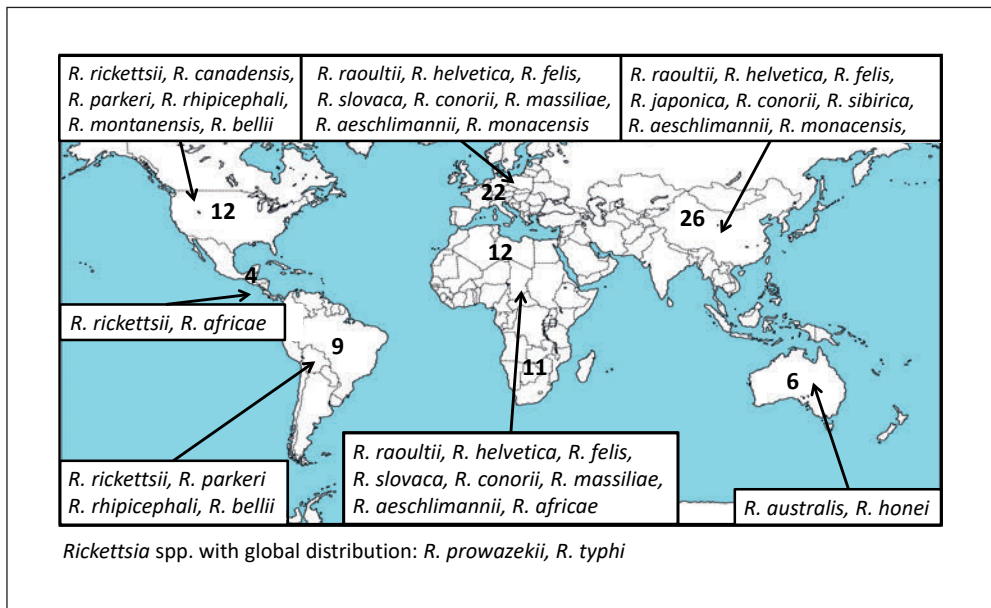 R. rickettsii, R. canadensis,
R. parkeri, R. rhipicephali,
R. montanensis, R. bellii
R. raoultii, R. helvetica, R. felis,
R. slovaca, R. conorii, R. massiliae,
R. aeschlimannii, R. monacensis
R. raoultii, R. helvetica, R. felis,
R. japonica, R. conorii, R. sibirica,
R. aeschlimannii, R. monacensis,
12
22
26
12
4
R. rickettsii, R. africae
9
11
6
R. rickettsii, R. parkeri
R. rhipicephali, R. bellii
R. raoultii, R. helvetica, R. felis,
R. slovaca, R. conorii, R. massiliae,
R. aeschlimannii, R. africae
R. australis, R. honei
Rickettsia spp. with global distribution: R. prowazekii, R. typhi